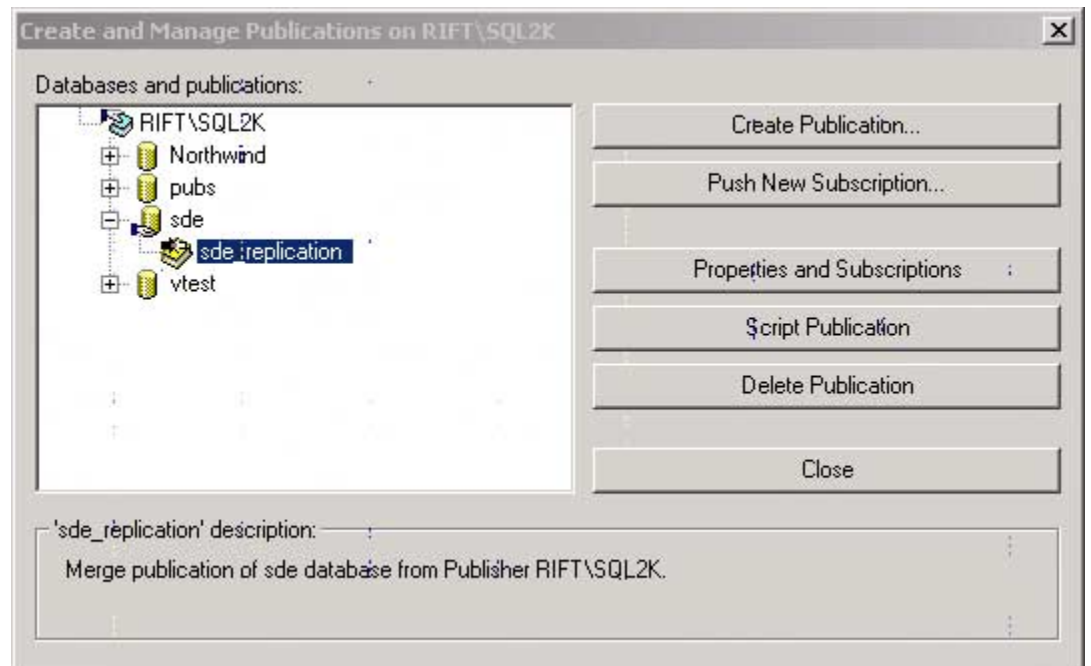 Create and Manage Publications on RIFT\SQL2K
Databases and publications:
RIFT\SQL2K
Northwind
pubs
sde
sde_replication
vtest
Create Publication...
Push New Subscription...
Properties and Subscriptions
Script Publication
Delete Publication
Close
'sde_replication' description:
Merge publication of sde database from Publisher RIFT\SQL2K.